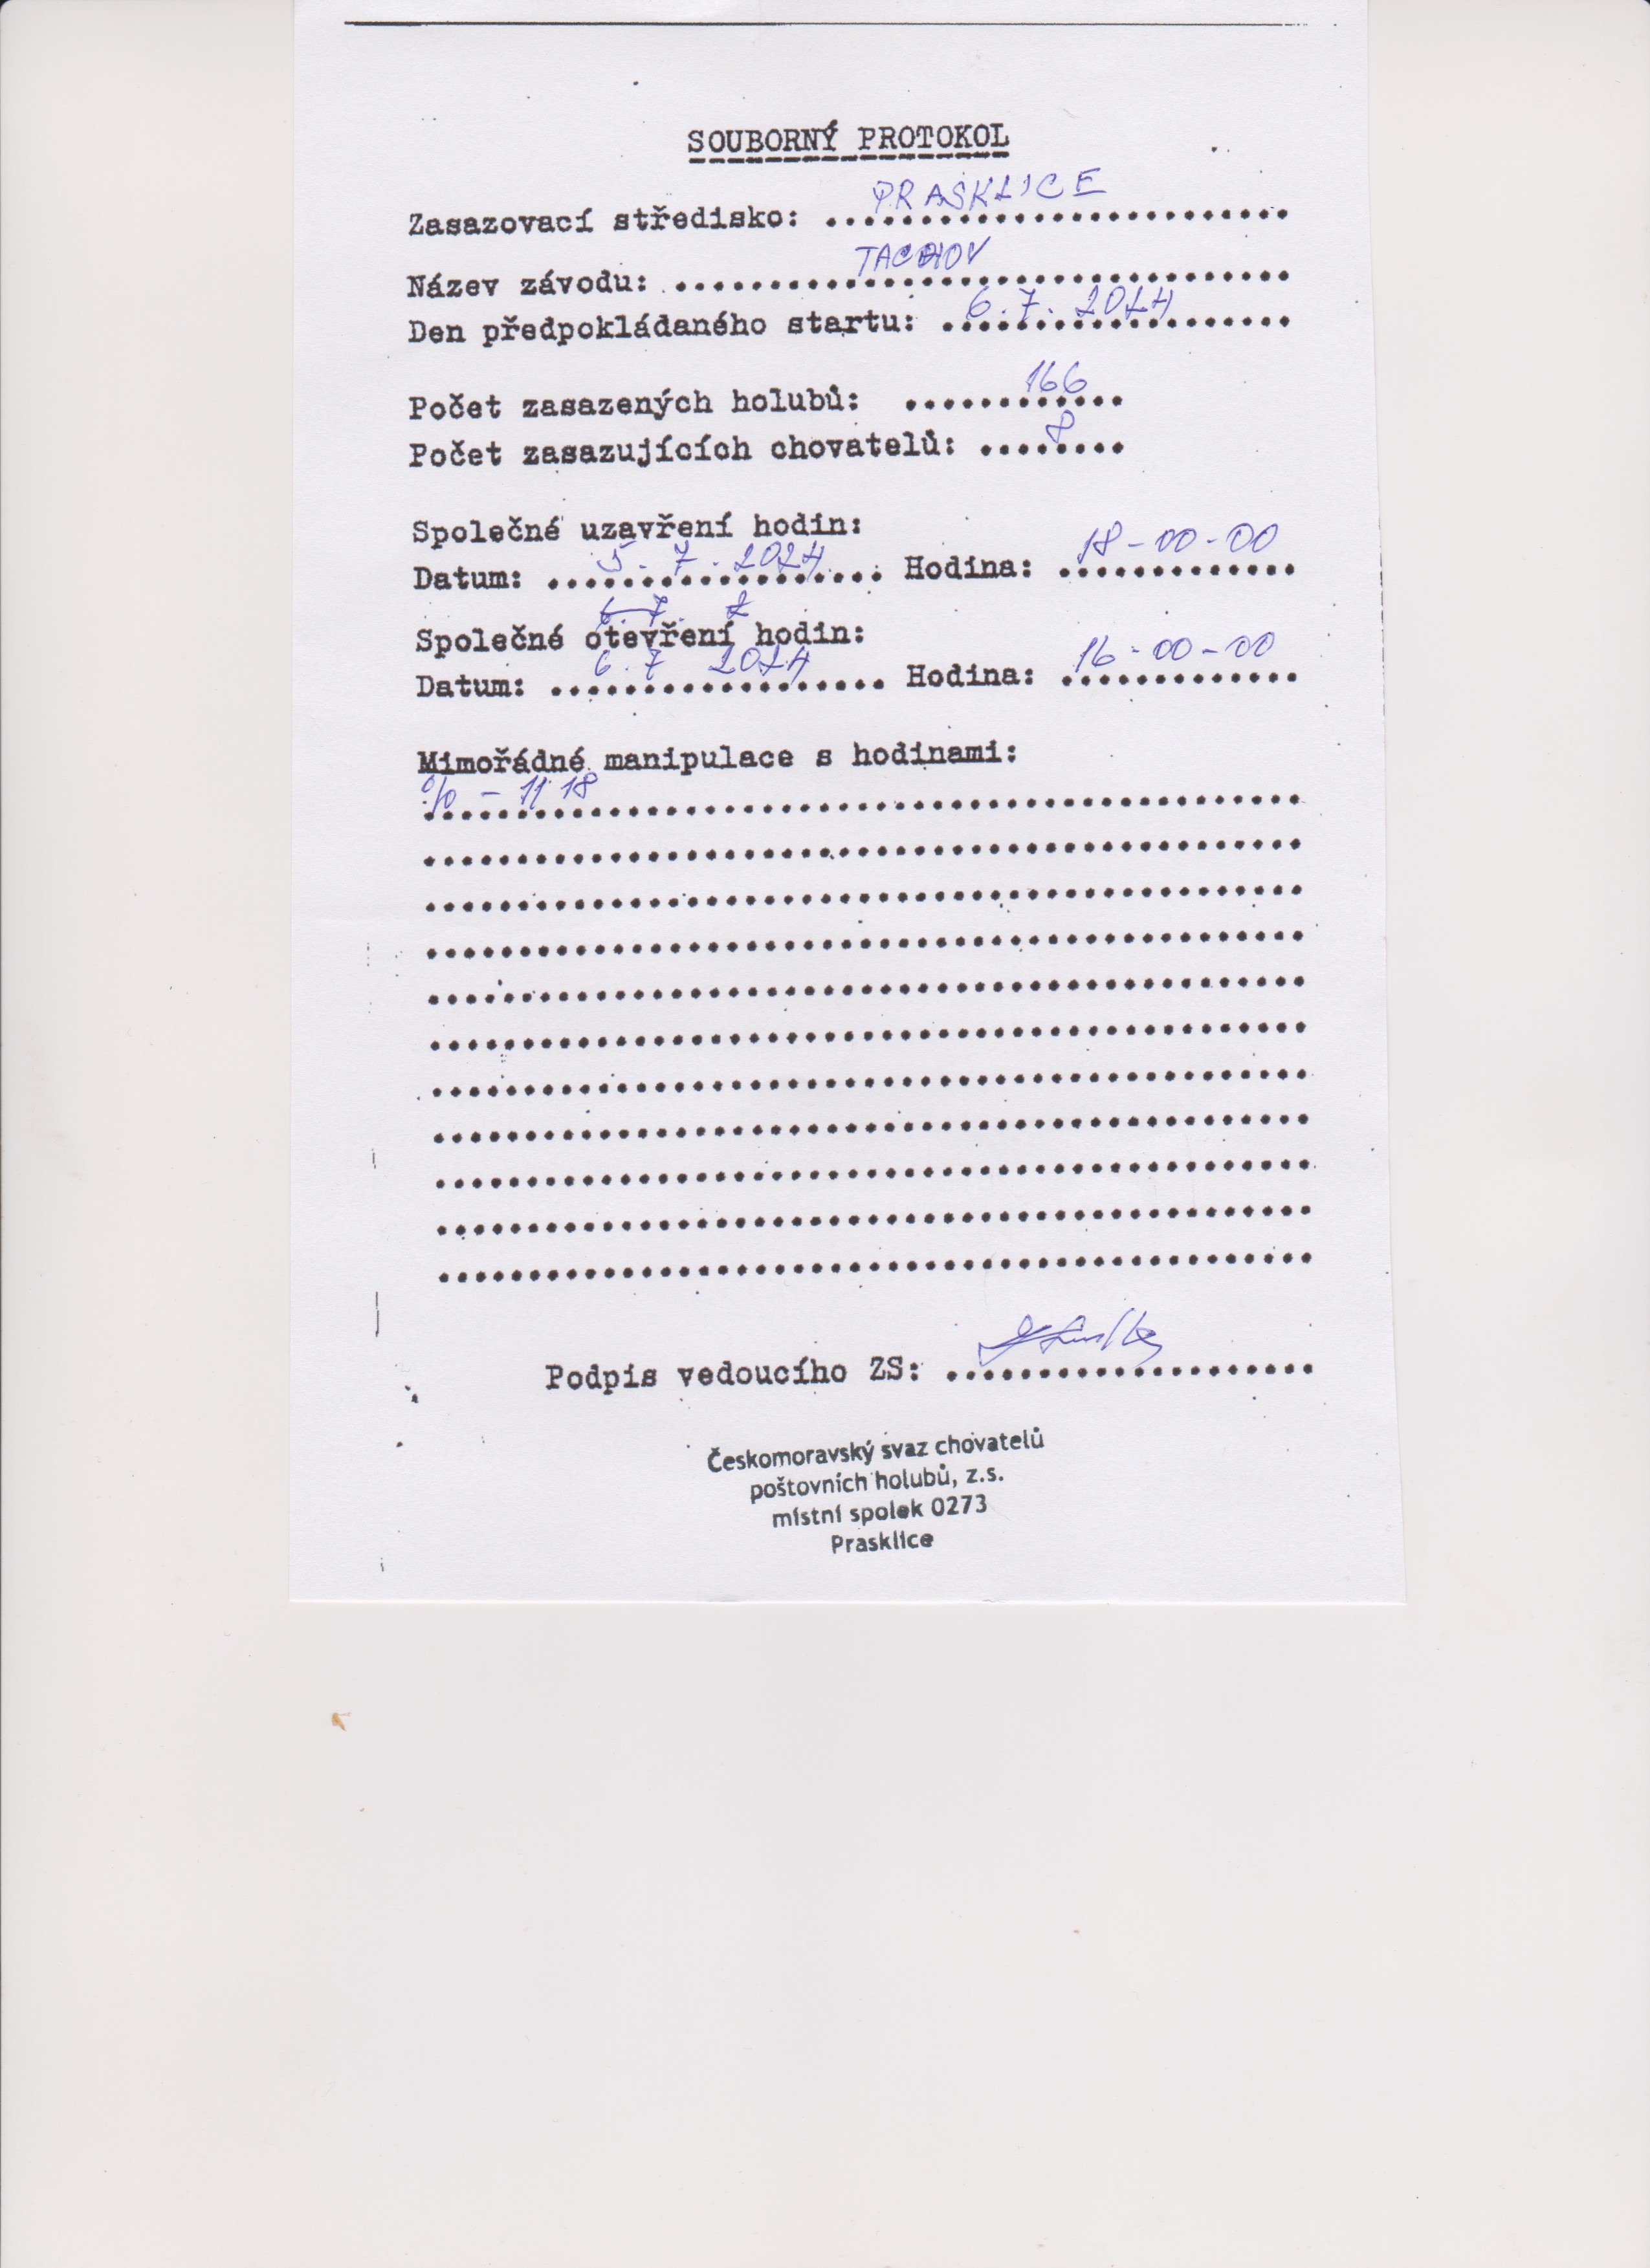 SOUBORNÝ PROTOKOL
Zasazovací středisko: PRASKLICE
Název závodu: TACHOV
Den předpokládaného startu: 6.7.2024
Počet zasazených holubů: 166
Počet zasazujících chovatelů: 8
Společné uzavření hodin:
Datum: 5.7.2024 Hodina: 18-00-00
6.7. 2
Společné otevření hodin:
Datum: 6.7 2024 Hodina: 16-00-00
Mimořádné manipulace s hodinami:
% - 11 18
Podpis vedoucího ZS:
Českomoravský svaz chovatelů
poštovních holubů, z.s.
místní spolek 0273
Prasklice